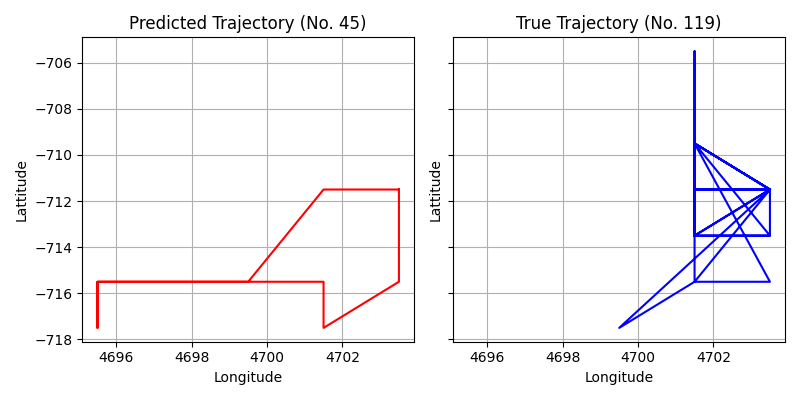 Predicted Trajectory (No. 45)
True Trajectory (No. 119)
Lattitude
−706
−708
−710
−712
−714
−716
−718
4696
4698
4700
4702
Longitude
Lattitude
4696
4698
4700
4702
Longitude